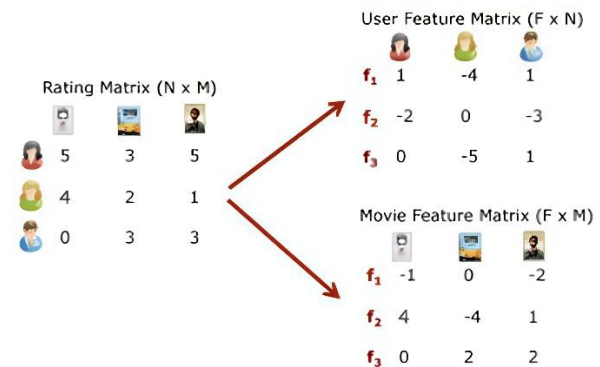 User Feature Matrix (F x N)
f₁ 1 -4 1
f₂ -2 0 -3
f₃ 0 -5 1
Rating Matrix (N x M)
5 3 5
4 2 1
0 3 3
Movie Feature Matrix (F x M)
f₁ -1 0 -2
f₂ 4 -4 1
f₃ 0 2 2